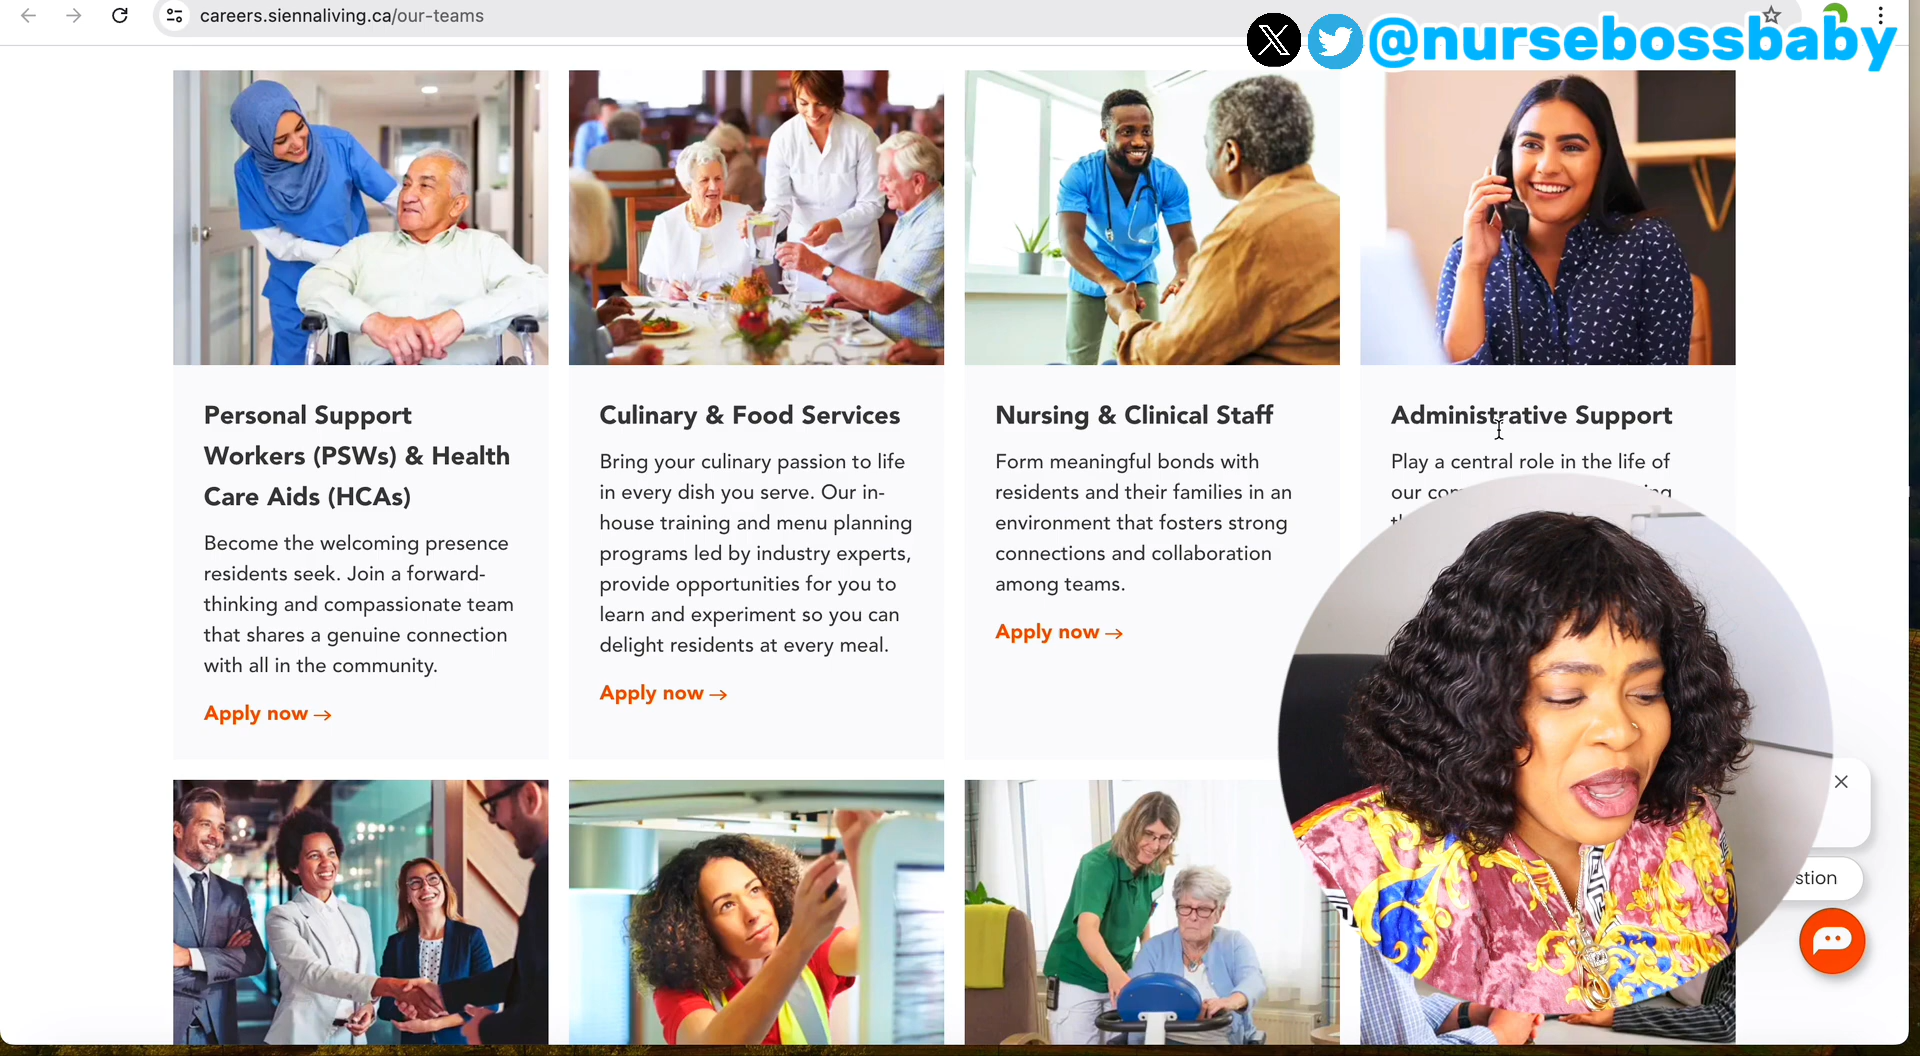 careers.siennaliving.ca/our-teams
@nursebossbaby
Personal Support
Workers (PSWs) & Health
Care Aids (HCAs)
Become the welcoming presence
residents seek. Join a forward-
thinking and compassionate team
that shares a genuine connection
with all in the community.
Apply now →
Culinary & Food Services
Bring your culinary passion to life
in every dish you serve. Our in-
house training and menu planning
programs led by industry experts,
provide opportunities for you to
learn and experiment so you can
delight residents at every meal.
Apply now →
Nursing & Clinical Staff
Form meaningful bonds with
residents and their families in an
environment that fosters strong
connections and collaboration
among teams.
Apply now →
Administrative Support
Play a central role in the life of
our